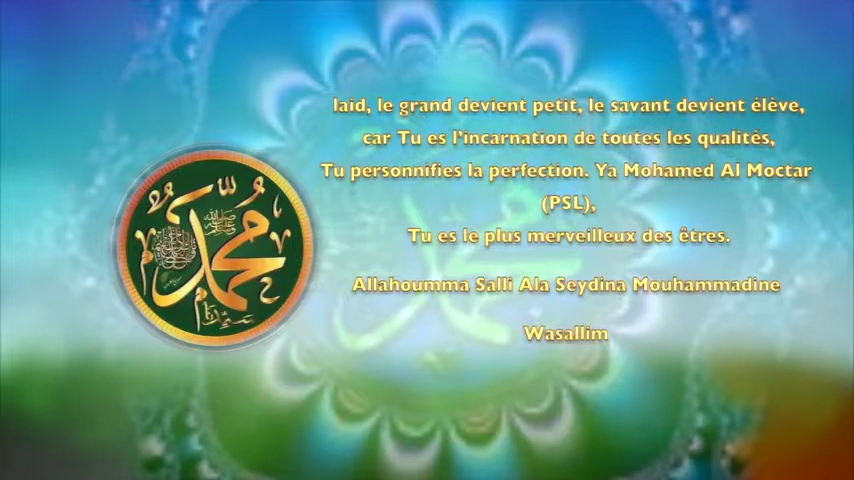 محمد
laid, le grand devient petit, le savant devient élève,
car Tu es l'incarnation de toutes les qualités,
Tu personnifies la perfection. Ya Mohamed Al Moctar
(PSL),
Tu es le plus merveilleux des êtres.
Allahoumma Salli Ala Seydina Mouhammadine
Wasallim